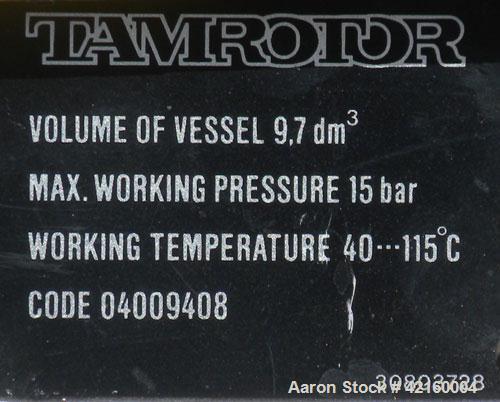 TAMROTOR
VOLUME OF VESSEL 9,7 dm³
MAX. WORKING PRESSURE 15 bar
WORKING TEMPERATURE 40···115°C
CODE 04009408
Aaron Stock # 42160004